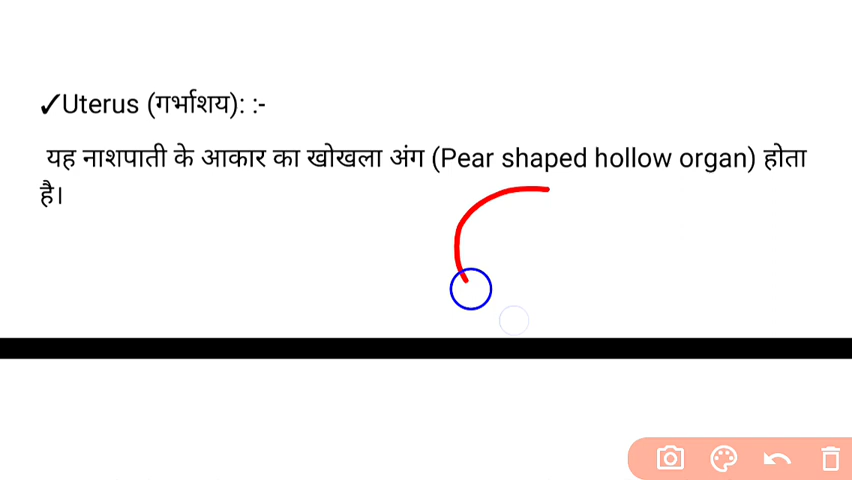 ✓Uterus (गर्भाशय): :-
यह नाशपाती के आकार का खोखला अंग (Pear shaped hollow organ) होता
है।